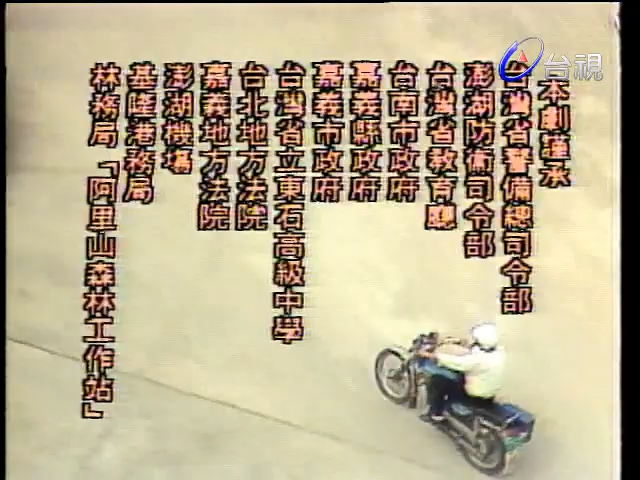 台視
本劇謹承
台灣省警備總司令部
澎湖防衛司令部
台灣省教育廳
台南市政府
嘉義縣政府
嘉義市政府
台灣省立東石高級中學
台北地方法院
嘉義地方法院
澎湖機場
基隆港務局
林務局「阿里山森林工作站」